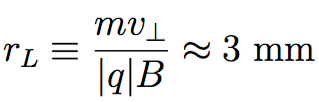 r_L ≡ mv_⊥ / |q|B ≈ 3 mm